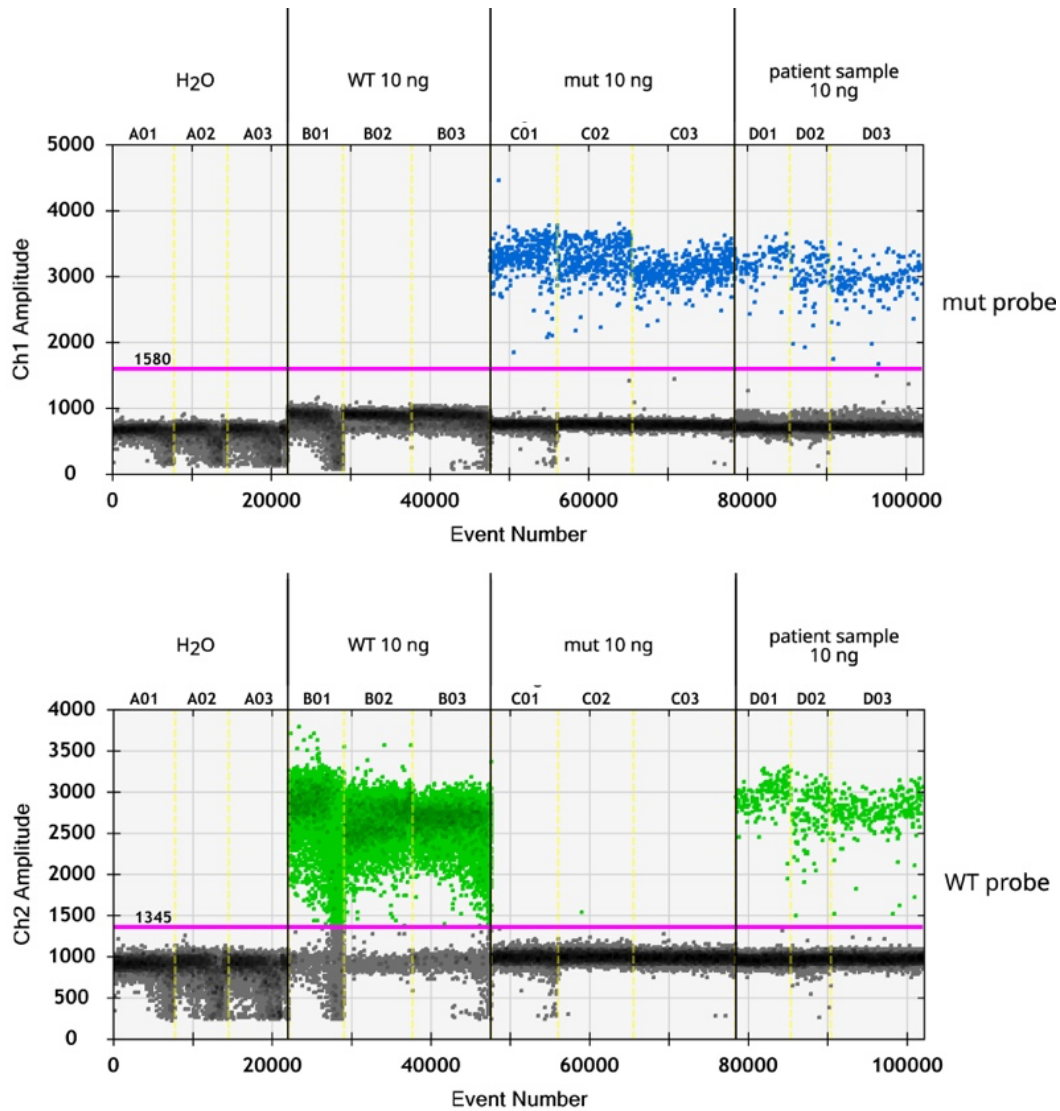 H2O WT 10 ng mut 10 ng patient sample
10 ng
A01 A02 A03 B01 B02 B03 C01 C02 C03 D01 D02 D03
5000
4000
3000
2000
1580
1000
0
Ch1 Amplitude
mut probe
0 20000 40000 60000 80000 100000
Event Number
H2O WT 10 ng mut 10 ng patient sample
10 ng
A01 A02 A03 B01 B02 B03 C01 C02 C03 D01 D02 D03
4000
3500
3000
2500
2000
1500
1345
1000
500
0
Ch2 Amplitude
WT probe
0 20000 40000 60000 80000 100000
Event Number